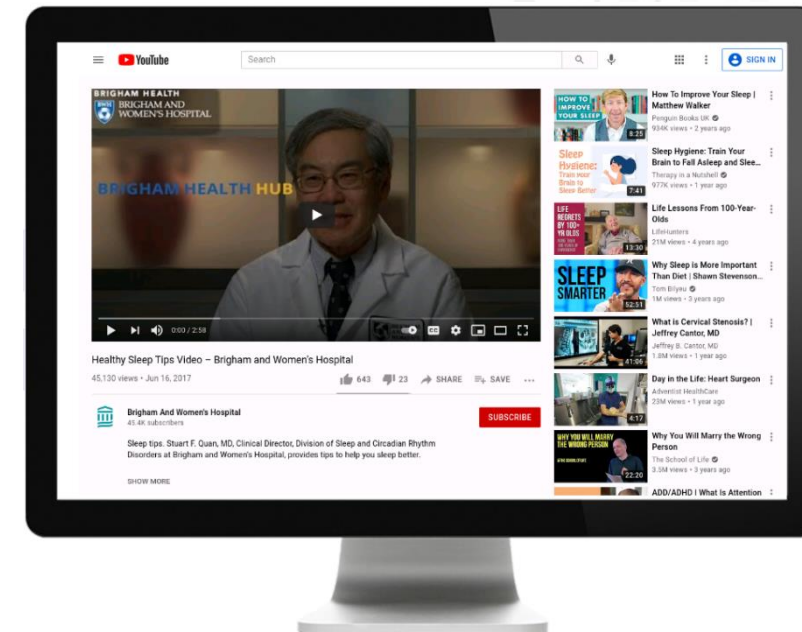 YouTube
Search
SIGN IN
BRIGHAM HEALTH
BRIGHAM AND
WOMEN'S HOSPITAL
BRIGHAM HEALTH HUB
0:00 / 2:58
Healthy Sleep Tips Video – Brigham and Women's Hospital
45,130 views • Jun 16, 2017
643
23
SHARE
SAVE
Brigham And Women's Hospital
45.4K subscribers
SUBSCRIBE
Sleep tips. Stuart F. Quan, MD, Clinical Director, Division of Sleep and Circadian Rhythm
Disorders at Brigham and Women's Hospital, provides tips to help you sleep better.
SHOW MORE
HOW TO
IMPROVE
YOUR SLEEP
8:25
How To Improve Your Sleep |
Matthew Walker
Penguin Books UK
934K views • 2 years ago
Sleep
Hygiene:
Train your
Brain to
Sleep Better
7:41
Sleep Hygiene: Train Your
Brain to Fall Asleep and Slee...
Therapy in a Nutshell
977K views • 1 year ago
LIFE
REGRETS
BY 100+
YR OLDS
13:30
Life Lessons From 100-Year-
Olds
LifeHunters
21M views • 4 years ago
SLEEP
SMARTER
52:51
Why Sleep is More Important
Than Diet | Shawn Stevenson...
Tom Bilyeu
1M views • 3 years ago
41:06
What is Cervical Stenosis? |
Jeffrey Cantor, MD
Jeffrey B. Cantor, MD
1.8M views • 1 year ago
4:17
Day in the Life: Heart Surgeon
Adventist HealthCare
23M views • 1 year ago
WHY YOU WILL MARRY
THE WRONG PERSON
22:20
Why You Will Marry the Wrong
Person
The School of Life
3.5M views • 3 years ago
ADD/ADHD | What Is Attention